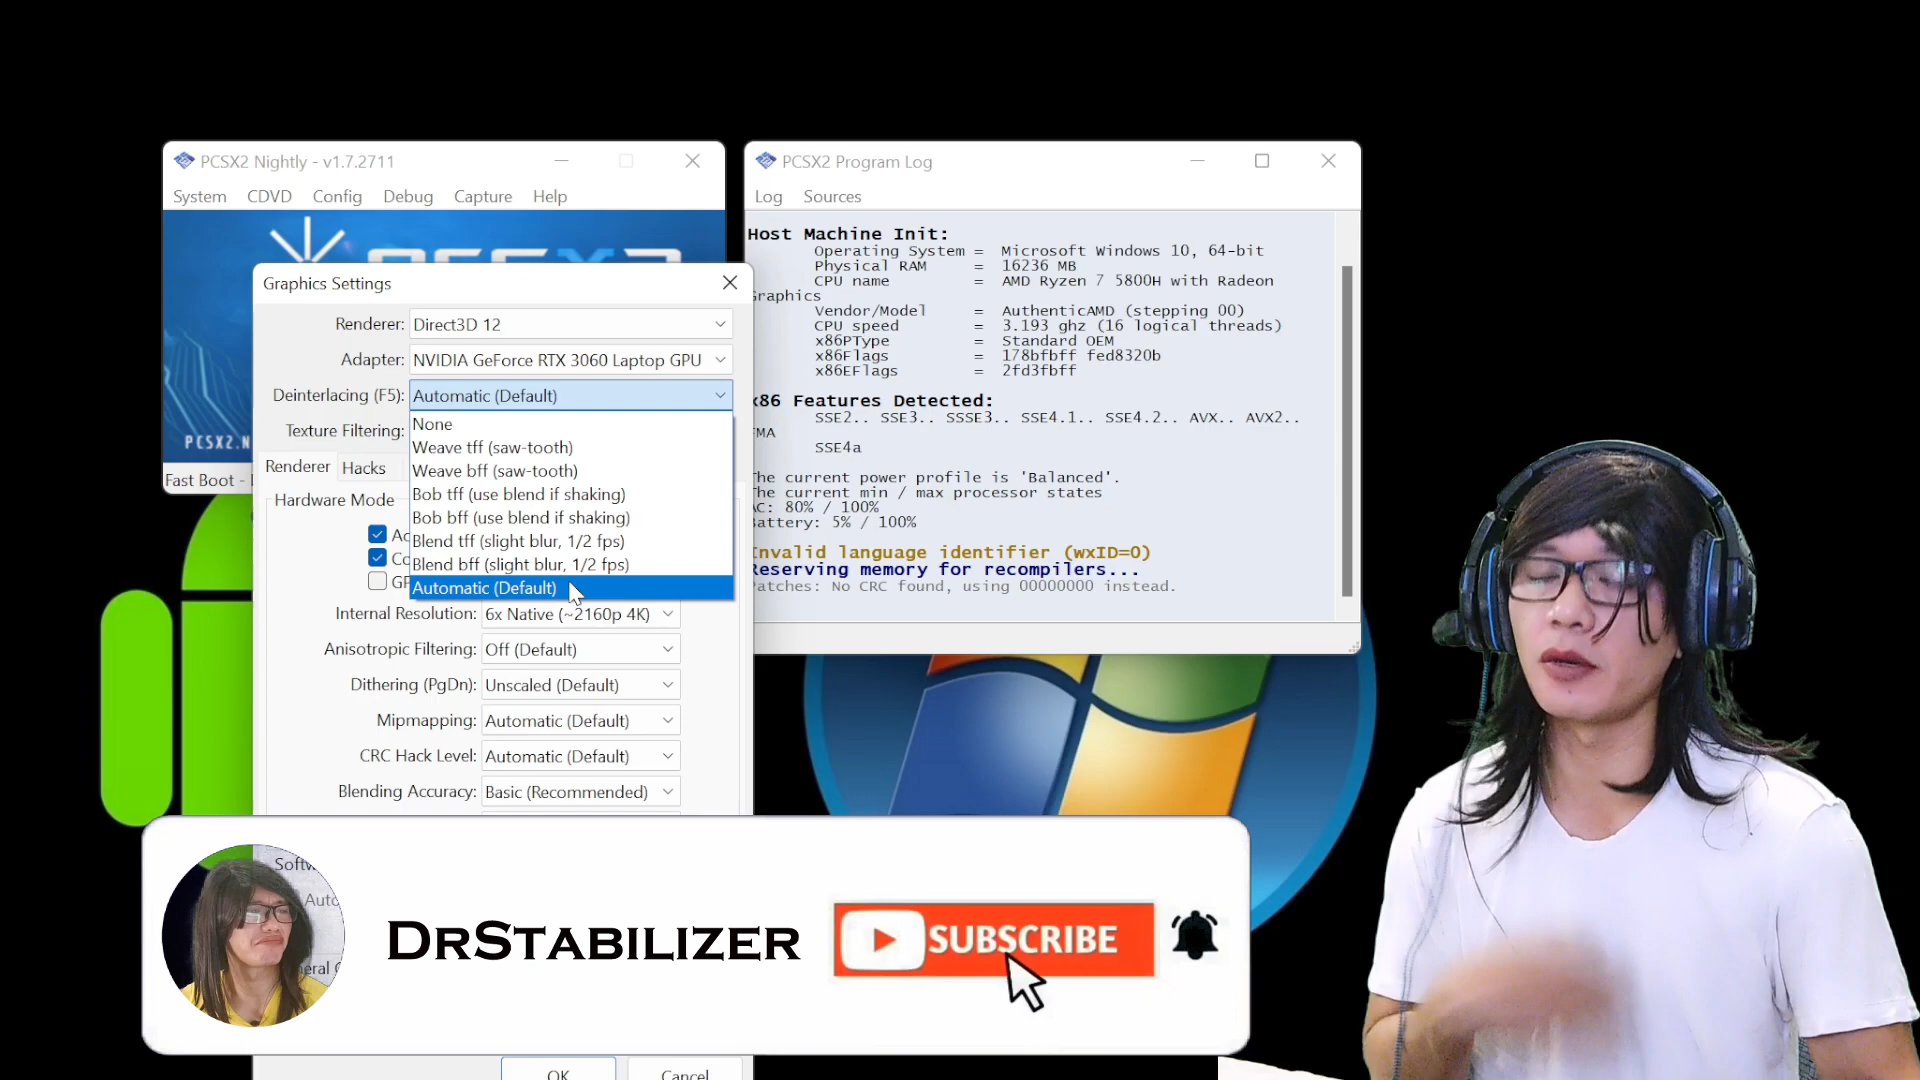 PCSX2 Nightly - v1.7.2711
System CDVD Config Debug Capture Help
PCSX2
PCSX2.N
Fast Boot -
Graphics Settings
Renderer: Direct3D 12
Adapter: NVIDIA GeForce RTX 3060 Laptop GPU
Deinterlacing (F5): Automatic (Default)
None
Texture Filtering:
Weave tff (saw-tooth)
Weave bff (saw-tooth)
Renderer Hacks
Bob tff (use blend if shaking)
Hardware Mode
Bob bff (use blend if shaking)
Blend tff (slight blur, 1/2 fps)
Blend bff (slight blur, 1/2 fps)
Automatic (Default)
Internal Resolution: 6x Native (~2160p 4K)
Anisotropic Filtering: Off (Default)
Dithering (PgDn): Unscaled (Default)
Mipmapping: Automatic (Default)
CRC Hack Level: Automatic (Default)
Blending Accuracy: Basic (Recommended)
OK Cancel
PCSX2 Program Log
Log Sources
Host Machine Init:
Operating System = Microsoft Windows 10, 64-bit
Physical RAM = 16236 MB
CPU name = AMD Ryzen 7 5800H with Radeon
Graphics
Vendor/Model = AuthenticAMD (stepping 00)
CPU speed = 3.193 ghz (16 logical threads)
x86PType = Standard OEM
x86Flags = 178bfbff fed8320b
x86EFlags = 2fd3fbff
x86 Features Detected:
SSE2.. SSE3.. SSSE3.. SSE4.1.. SSE4.2.. AVX.. AVX2..
FMA
SSE4a
The current power profile is 'Balanced'.
The current min / max processor states
AC: 80% / 100%
Battery: 5% / 100%
Invalid language identifier (wxID=0)
Reserving memory for recompilers...
Patches: No CRC found, using 00000000 instead.
DrStabilizer
SUBSCRIBE